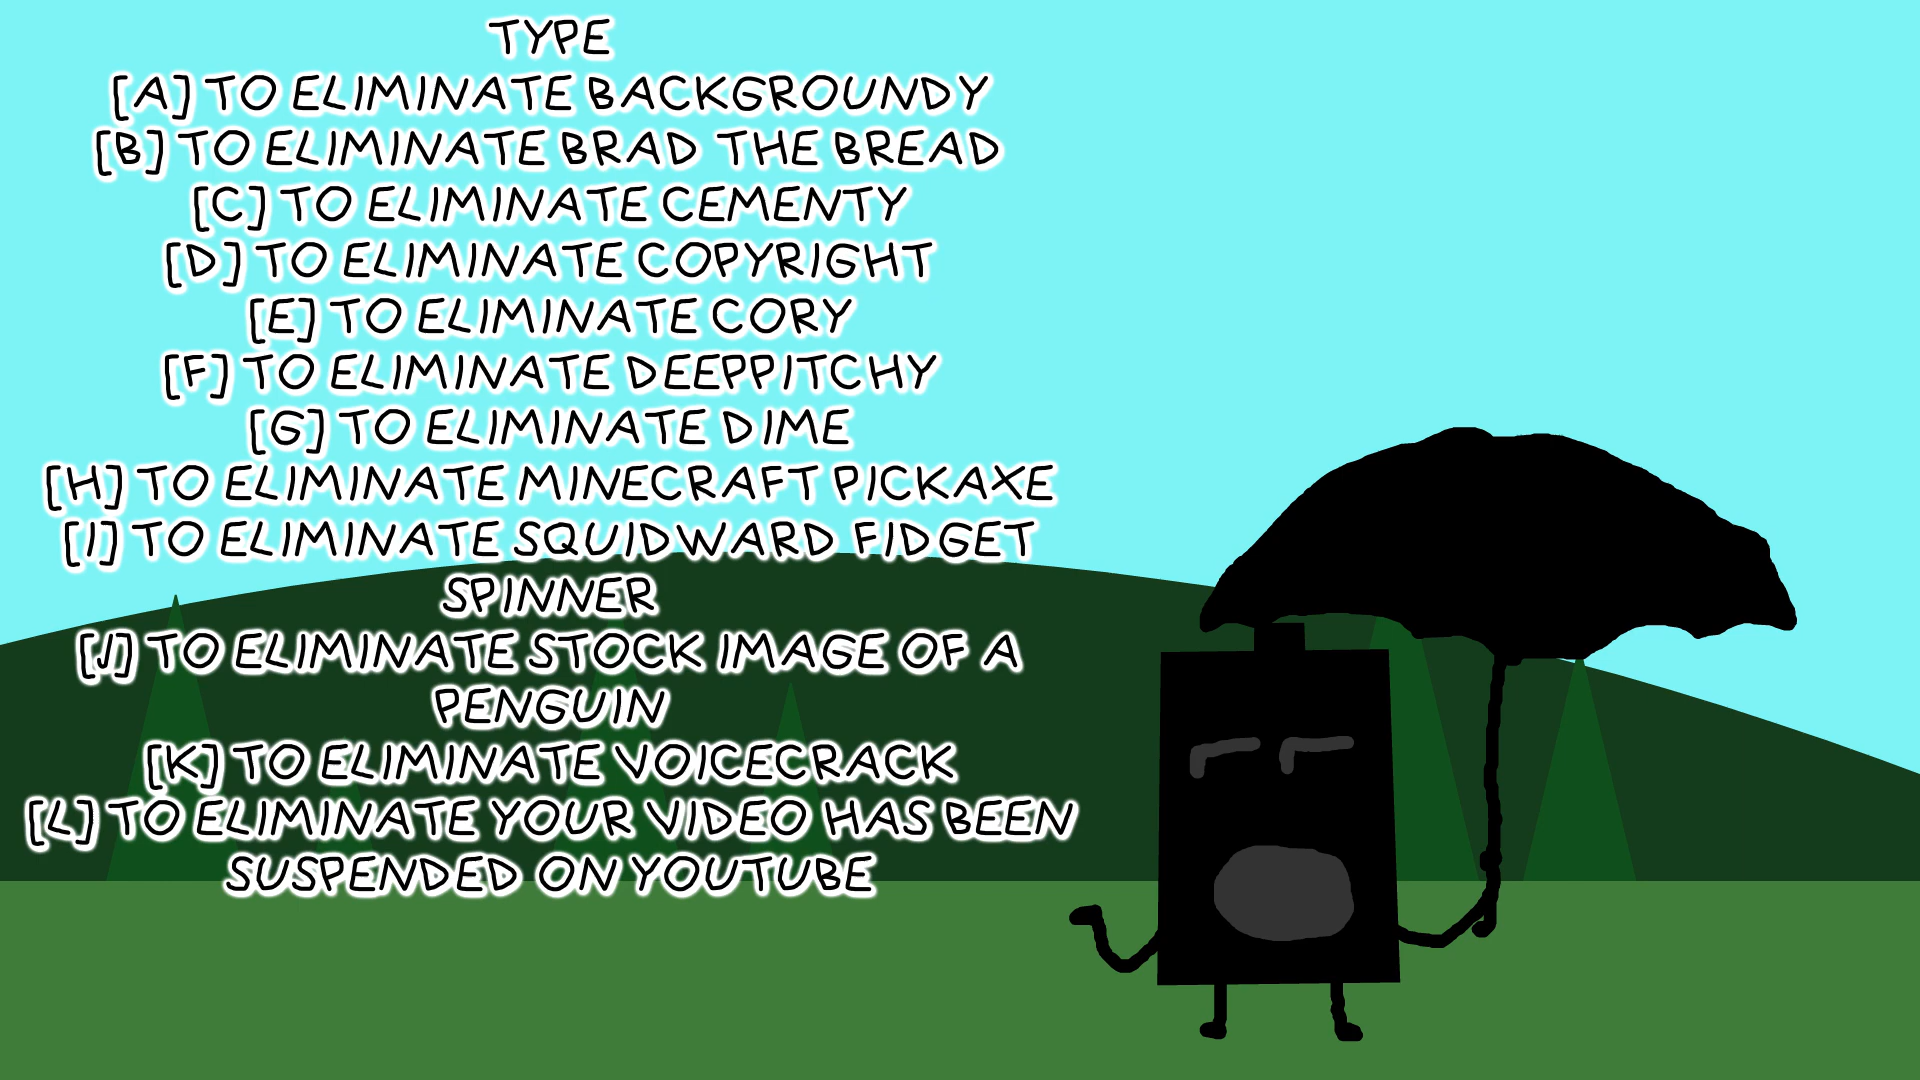 TYPE
[A] TO ELIMINATE BACKGROUNDY
[B] TO ELIMINATE BRAD THE BREAD
[C] TO ELIMINATE CEMENTY
[D] TO ELIMINATE COPYRIGHT
[E] TO ELIMINATE CORY
[F] TO ELIMINATE DEEPPITCHY
[G] TO ELIMINATE DIME
[H] TO ELIMINATE MINECRAFT PICKAXE
[I] TO ELIMINATE SQUIDWARD FIDGET
SPINNER
[J] TO ELIMINATE STOCK IMAGE OF A
PENGUIN
[K] TO ELIMINATE VOICECRACK
[L] TO ELIMINATE YOUR VIDEO HAS BEEN
SUSPENDED ON YOUTUBE